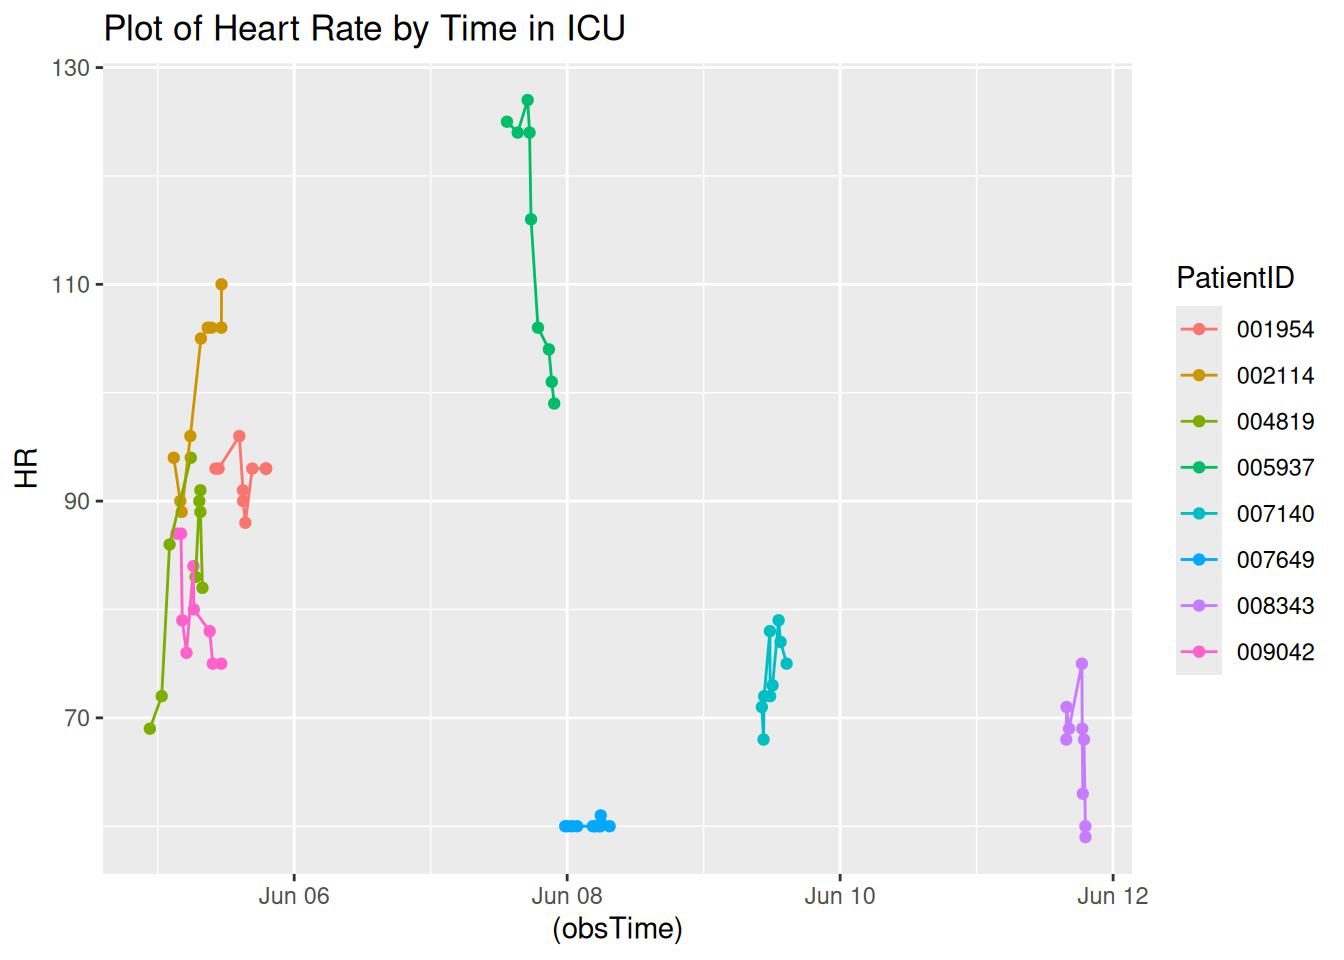 Plot of Heart Rate by Time in ICU
130
110
90
70
HR
Jun 06
Jun 08
Jun 10
Jun 12
(obsTime)
PatientID
001954
002114
004819
005937
007140
007649
008343
009042